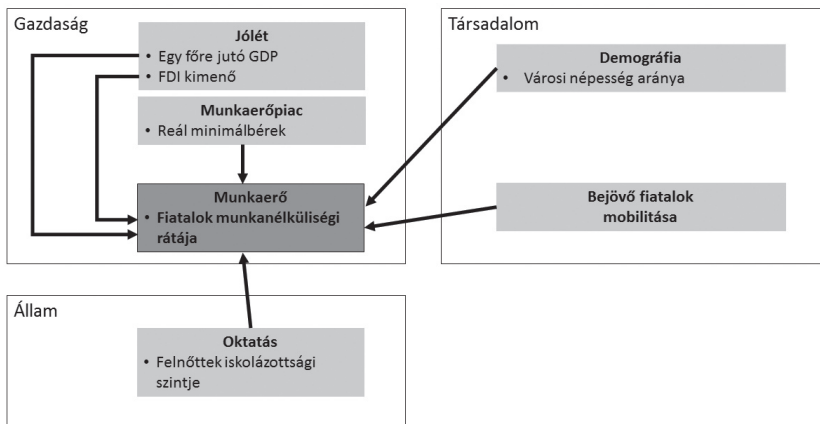 Gazdaság
Jólét
• Egy főre jutó GDP
• FDI kimenő
Munkaerőpiac
• Reál minimálbérek
Munkaerő
• Fiatalok munkanélküliségi
rátája
Társadalom
Demográfia
• Városi népesség aránya
Bejövő fiatalok
mobilitása
Állam
Oktatás
• Felnőttek iskolázottsági
szintje